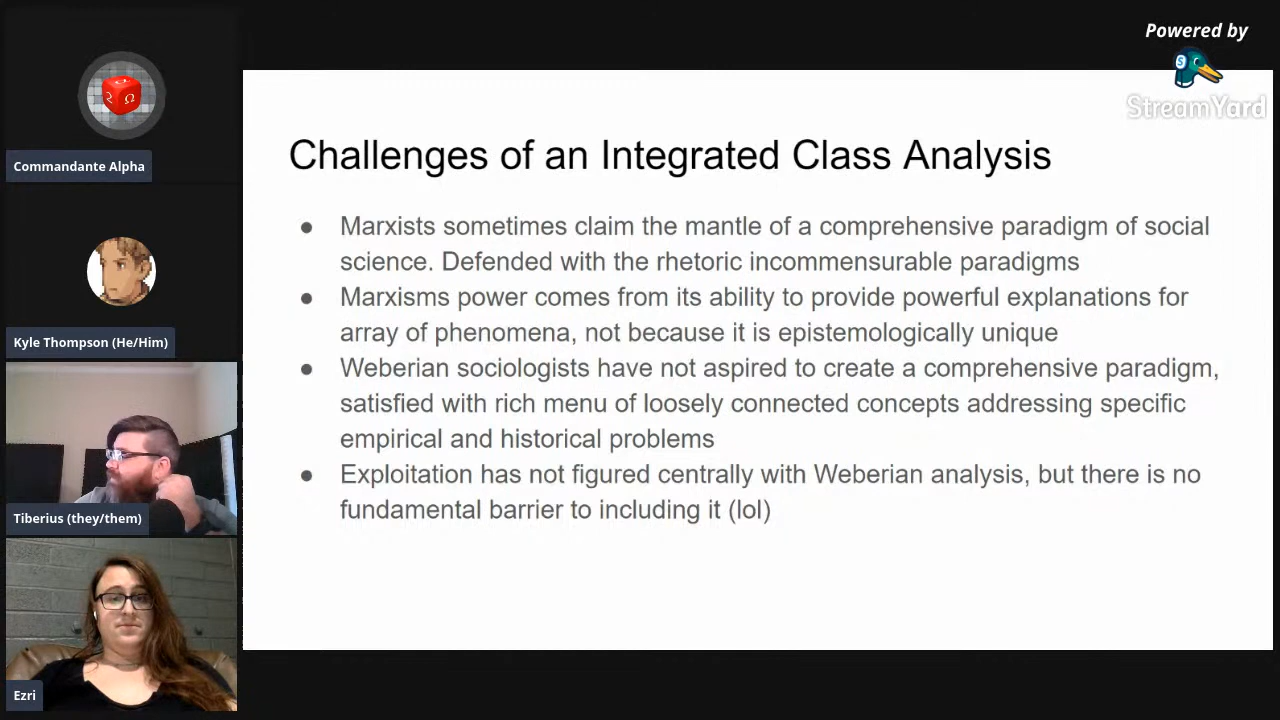 Powered by
StreamYard
Commandante Alpha
Kyle Thompson (He/Him)
Tiberius (they/them)
Ezri
Challenges of an Integrated Class Analysis
● Marxists sometimes claim the mantle of a comprehensive paradigm of social
science. Defended with the rhetoric incommensurable paradigms
● Marxisms power comes from its ability to provide powerful explanations for
array of phenomena, not because it is epistemologically unique
● Weberian sociologists have not aspired to create a comprehensive paradigm,
satisfied with rich menu of loosely connected concepts addressing specific
empirical and historical problems
● Exploitation has not figured centrally with Weberian analysis, but there is no
fundamental barrier to including it (lol)